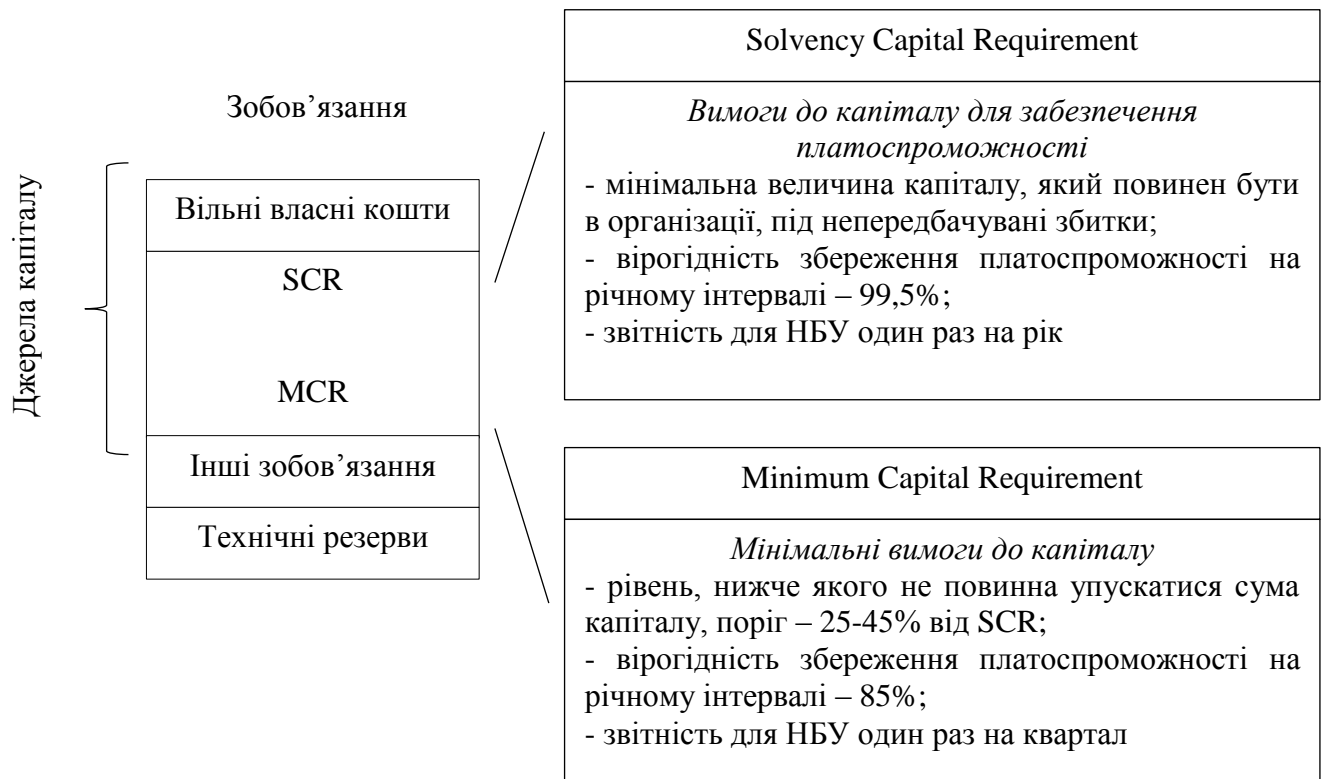 Джерела капіталу
Зобов’язання
Вільні власні кошти
SCR
MCR
Інші зобов’язання
Технічні резерви
Solvency Capital Requirement
Вимоги до капіталу для забезпечення
платоспроможності
- мінімальна величина капіталу, який повинен бути
в організації, під непередбачувані збитки;
- вірогідність збереження платоспроможності на
річному інтервалі – 99,5%;
- звітність для НБУ один раз на рік
Minimum Capital Requirement
Мінімальні вимоги до капіталу
- рівень, нижче якого не повинна упускатися сума
капіталу, поріг – 25-45% від SCR;
- вірогідність збереження платоспроможності на
річному інтервалі – 85%;
- звітність для НБУ один раз на квартал